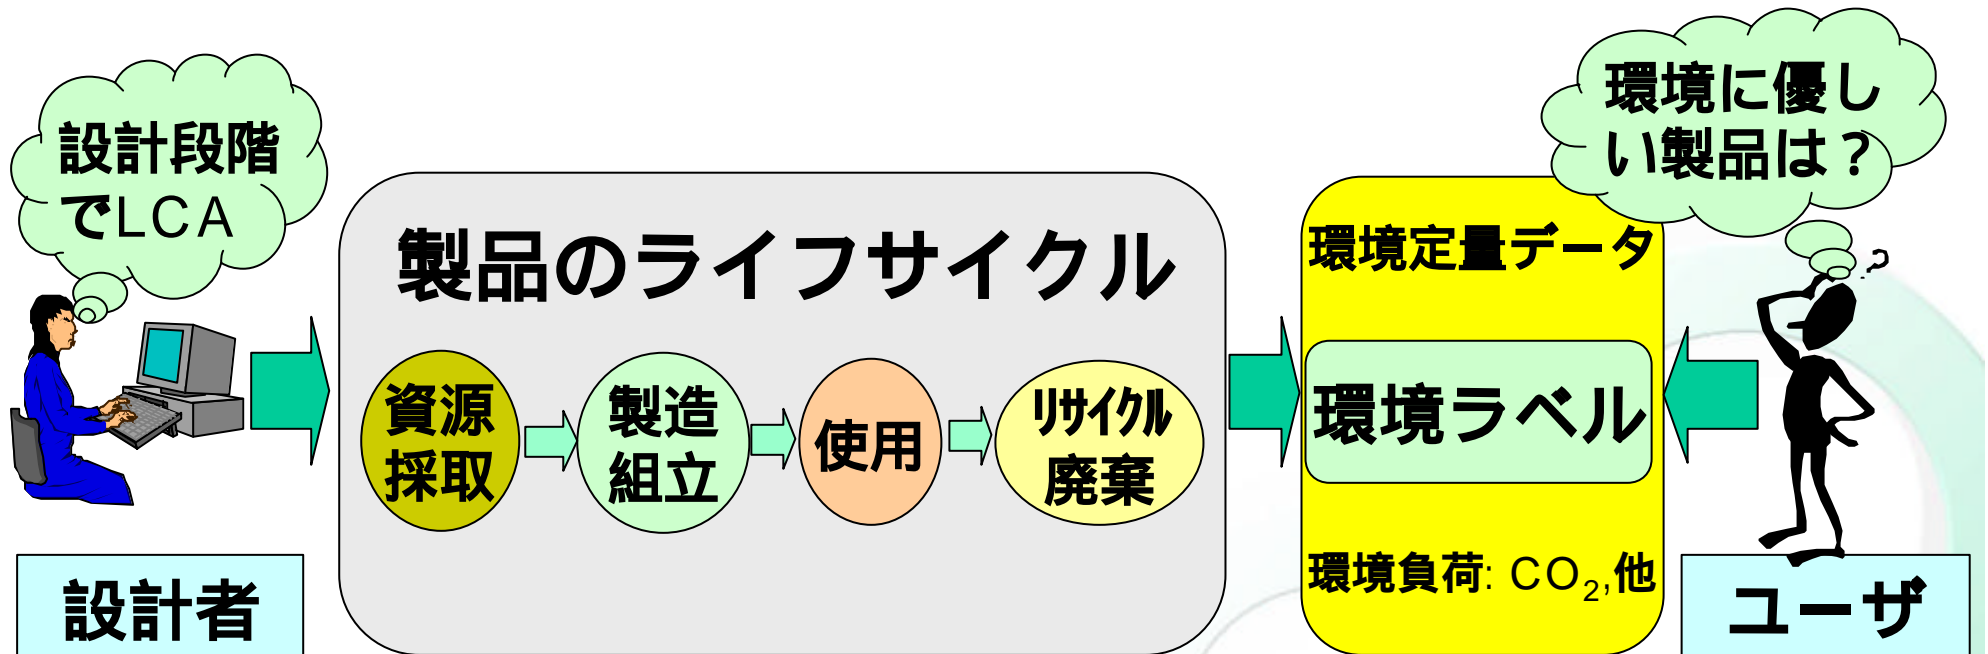 設計段階
でLCA
設計者
製品のライフサイクル
資源
採取
製造
組立
使用
リサイクル
廃棄
環境定量データ
環境ラベル
環境負荷: CO₂,他
環境に優し
い製品は？
?
ユーザ